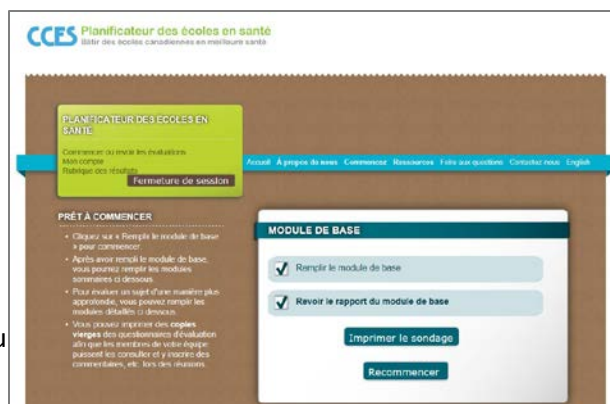 CCES Planificateur des écoles en santé
Bâtir des écoles canadiennes en meilleure santé
PLANIFICATEUR DES ECOLES EN
SANTÉ
Commencer ou revoir les évaluations
Mon compte
Rubrique des résultats
Fermeture de session
Accueil À propos de nous Commencez Ressources Foire aux questions Contactez nous English
PRÊT À COMMENCER
• Cliquez sur « Remplir le module de base
» pour commencer
• Après avoir rempli le module de base,
vous pourrez remplir les modules
sommaires ci dessous.
• Pour évaluer un sujet d'une manière plus
approfondie, vous pouvez remplir les
modules détaillés ci dessous.
• Vous pouvez imprimer des copies
vierges des questionnaires d'évaluation
afin que les membres de votre équipe
puissent les consulter et y inscrire des
commentaires, etc. lors des réunions.
MODULE DE BASE
Remplir le module de base
Revoir le rapport du module de base
Imprimer le sondage
Recommencer
u